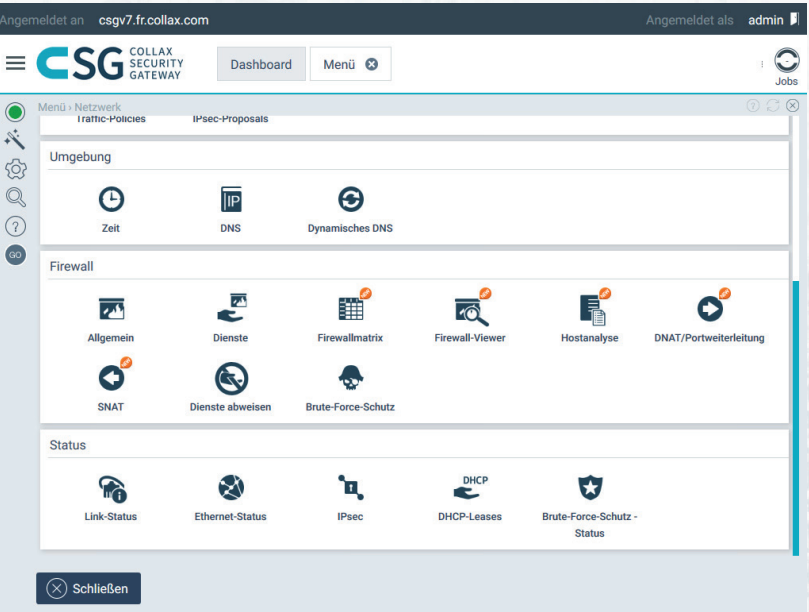 Angemeldet an csgv7.fr.collax.com Angemeldet als admin
CSG COLLAX SECURITY GATEWAY
Dashboard Menü
Jobs
Menü › Netzwerk
Traffic-Policies IPsec-Proposals
Umgebung
IP
Zeit DNS Dynamisches DNS
Firewall
Allgemein Dienste Firewallmatrix Firewall-Viewer Hostanalyse DNAT/Portweiterleitung
SNAT Dienste abweisen Brute-Force-Schutz
GO
Status
DHCP
Link-Status Ethernet-Status IPsec DHCP-Leases Brute-Force-Schutz - Status
Schließen